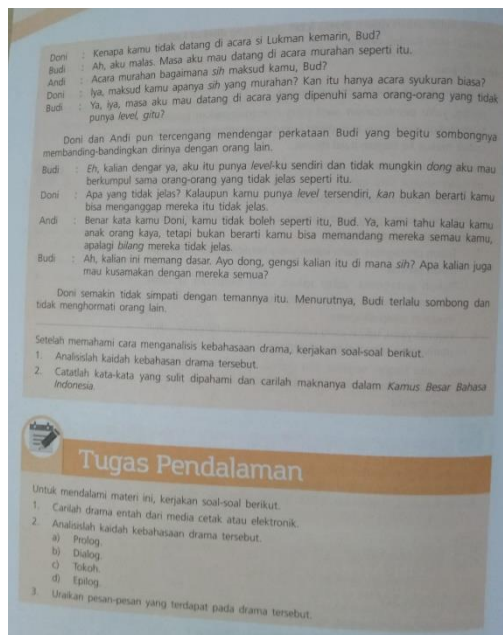 Doni : Kenapa kamu tidak datang di acara si Lukman kemarin, Bud?
Budi : Ah, aku malas. Masa aku mau datang di acara murahan seperti itu.
Andi : Acara murahan bagaimana sih maksud kamu, Bud?
Doni : Iya, maksud kamu apanya sih yang murahan? Kan itu hanya acara syukuran biasa?
Budi : Ya, iya, masa aku mau datang di acara yang dipenuhi sama orang-orang yang tidak
punya level, gitu?
Doni dan Andi pun tercengang mendengar perkataan Budi yang begitu sombongnya
membanding-bandingkan dirinya dengan orang lain.
Budi : Eh, kalian dengar ya, aku itu punya level-ku sendiri dan tidak mungkin dong aku mau
berkumpul sama orang-orang yang tidak jelas seperti itu.
Doni : Apa yang tidak jelas? Kalaupun kamu punya level tersendiri, kan bukan berarti kamu
bisa menganggap mereka itu tidak jelas.
Andi : Benar kata kamu Doni, kamu tidak boleh seperti itu, Bud. Ya, kami tahu kalau kamu
anak orang kaya, tetapi bukan berarti kamu bisa memandang mereka semau kamu,
apalagi bilang mereka tidak jelas.
Budi : Ah, kalian ini memang dasar. Ayo dong, gengsi kalian itu di mana sih? Apa kalian juga
mau kusamakan dengan mereka semua?
Doni semakin tidak simpati dengan temannya itu. Menurutnya, Budi terlalu sombong dan
tidak menghormati orang lain.
Setelah memahami cara menganalisis kebahasaan drama, kerjakan soal-soal berikut.
1. Analisislah kaidah kebahasan drama tersebut.
2. Catatlah kata-kata yang sulit dipahami dan carilah maknanya dalam Kamus Besar Bahasa
Indonesia.
Tugas Pendalaman
Untuk mendalami materi ini, kerjakan soal-soal berikut.
1. Carilah drama entah dari media cetak atau elektronik.
2. Analisislah kaidah kebahasaan drama tersebut.
a) Prolog.
b) Dialog.
c) Tokoh.
d) Epilog.
3. Uraikan pesan-pesan yang terdapat pada drama tersebut.